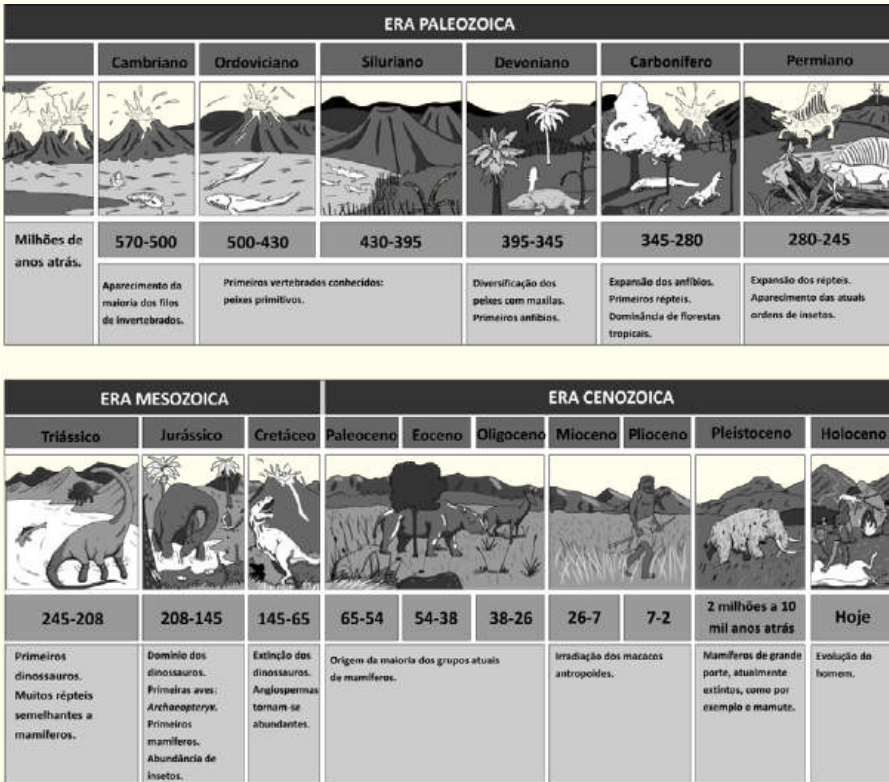 ERA PALEOZOICA
Cambriano Ordoviciano Siluriano Devoniano Carbonífero Permiano
Milhões de
anos atrás.
570-500 500-430 430-395 395-345 345-280 280-245
Aparecimento da
maioria dos filos
de invertebrados.
Primeiros vertebrados conhecidos:
peixes primitivos.
Diversificação dos
peixes com maxilas.
Primeiros anfíbios.
Expansão dos anfíbios.
Primeiros répteis.
Dominância de florestas
tropicais.
Expansão dos répteis.
Aparecimento das atuais
ordens de insetos.
ERA MESOZOICA ERA CENOZOICA
Triássico Jurássico Cretáceo Paleoceno Eoceno Oligoceno Mioceno Plioceno Pleistoceno Holoceno
245-208 208-145 145-65 65-54 54-38 38-26 26-7 7-2
2 milhões a 10
mil anos atrás
Hoje
Primeiros
dinossauros.
Muitos répteis
semelhantes a
mamíferos.
Domínio dos
dinossauros.
Primeiras aves:
Archaeopteryx.
Primeiros
mamíferos.
Abundância de
insetos.
Extinção dos
dinossauros.
Angiospermas
tornam-se
abundantes.
Origem da maioria dos grupos atuais
de mamíferos.
Irradiação dos macacos
antropoides.
Mamíferos de grande
porte, atualmente
extintos, como por
exemplo o mamute.
Evolução do
homem.